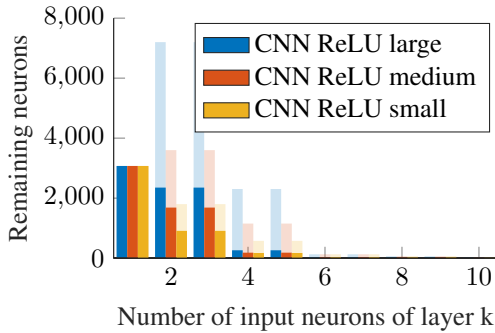 8,000
6,000
4,000
2,000
0
Remaining neurons
CNN ReLU large
CNN ReLU medium
CNN ReLU small
2 4 6 8 10
Number of input neurons of layer k